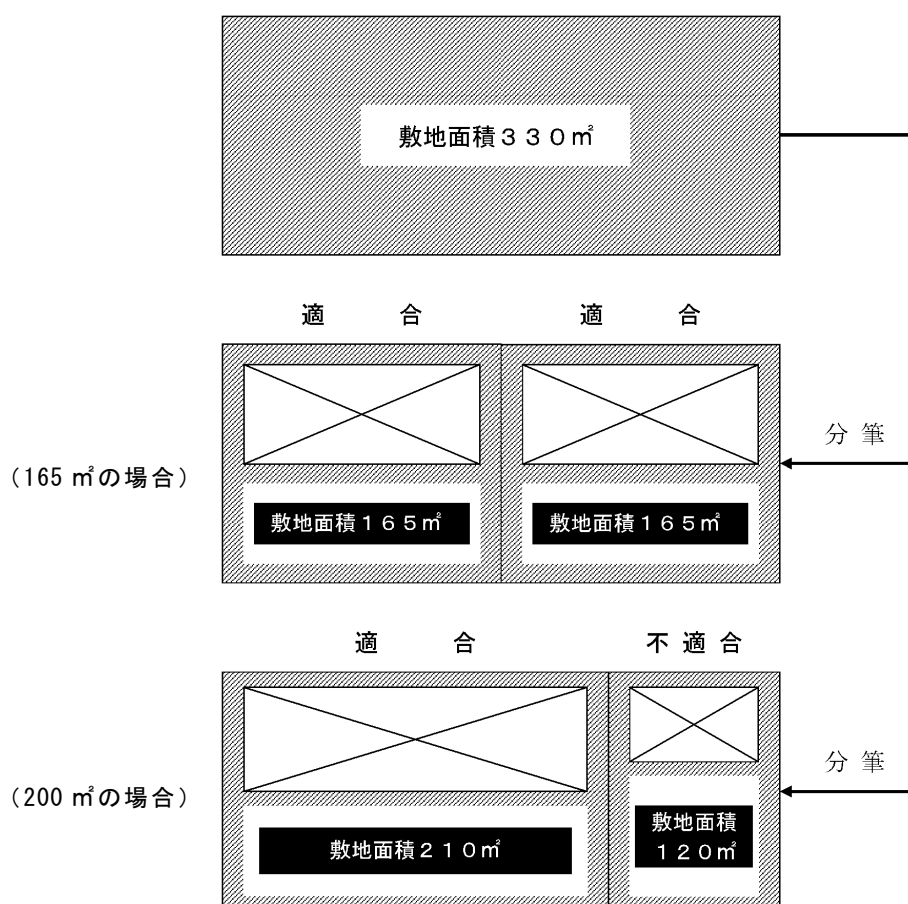 敷地面積３３０㎡
適　　合　　適　　合
分 筆
(165 ㎡の場合)
敷地面積１６５㎡　敷地面積１６５㎡
適　　合　　不 適 合
分 筆
(200 ㎡の場合)
敷地面積２１０㎡
敷地面積
１２０㎡